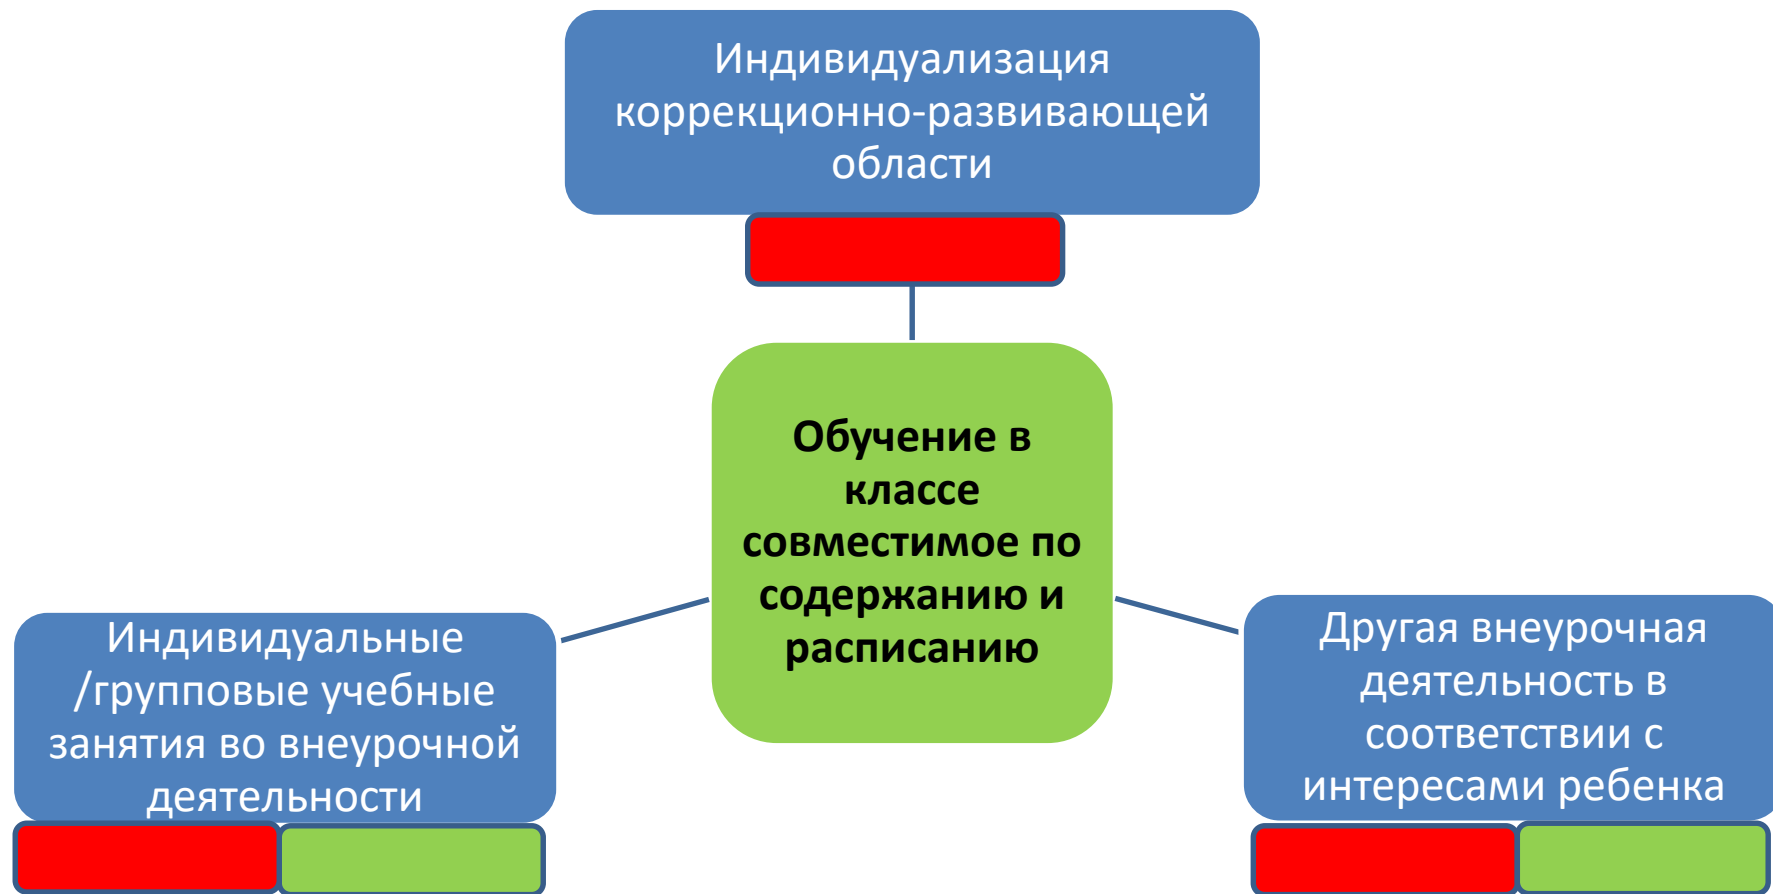 Индивидуализация
коррекционно-развивающей
области
Обучение в
классе
совместимое по
содержанию и
расписанию
Индивидуальные
/групповые учебные
занятия во внеурочной
деятельности
Другая внеурочная
деятельность в
соответствии с
интересами ребенка